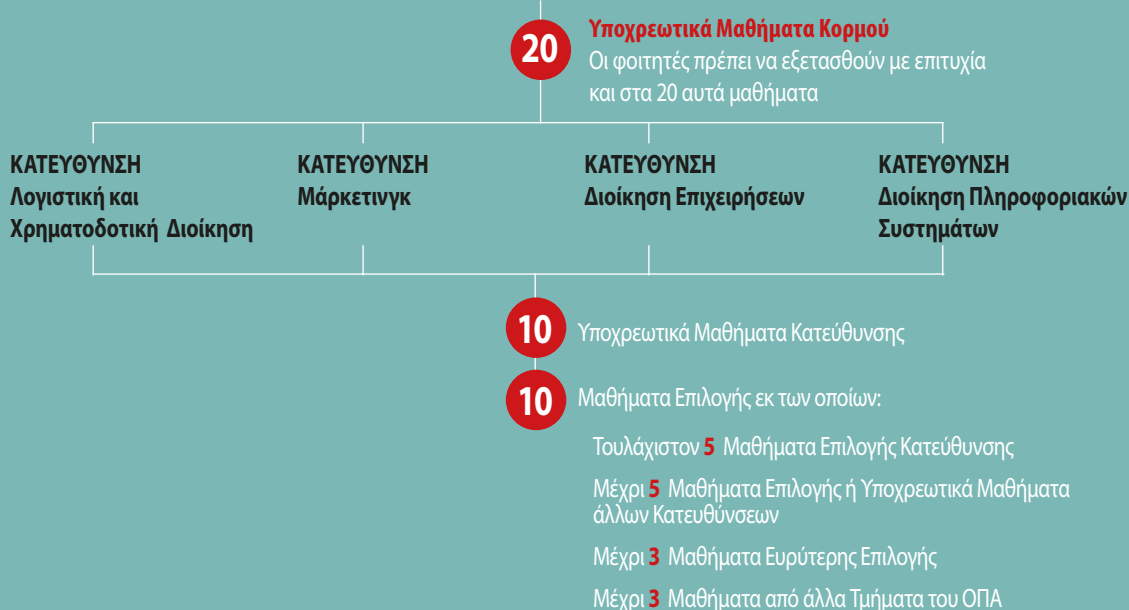 20
Υποχρεωτικά Μαθήματα Κορμού
Οι φοιτητές πρέπει να εξετασθούν με επιτυχία
και στα 20 αυτά μαθήματα
ΚΑΤΕΥΘΥΝΣΗ
Λογιστική και
Χρηματοδοτική Διοίκηση
ΚΑΤΕΥΘΥΝΣΗ
Μάρκετινγκ
ΚΑΤΕΥΘΥΝΣΗ
Διοίκηση Επιχειρήσεων
ΚΑΤΕΥΘΥΝΣΗ
Διοίκηση Πληροφοριακών
Συστημάτων
10 Υποχρεωτικά Μαθήματα Κατεύθυνσης
10 Μαθήματα Επιλογής εκ των οποίων:
Τουλάχιστον 5 Μαθήματα Επιλογής Κατεύθυνσης
Μέχρι 5 Μαθήματα Επιλογής ή Υποχρεωτικά Μαθήματα
άλλων Κατευθύνσεων
Μέχρι 3 Μαθήματα Ευρύτερης Επιλογής
Μέχρι 3 Μαθήματα από άλλα Τμήματα του ΟΠΑ